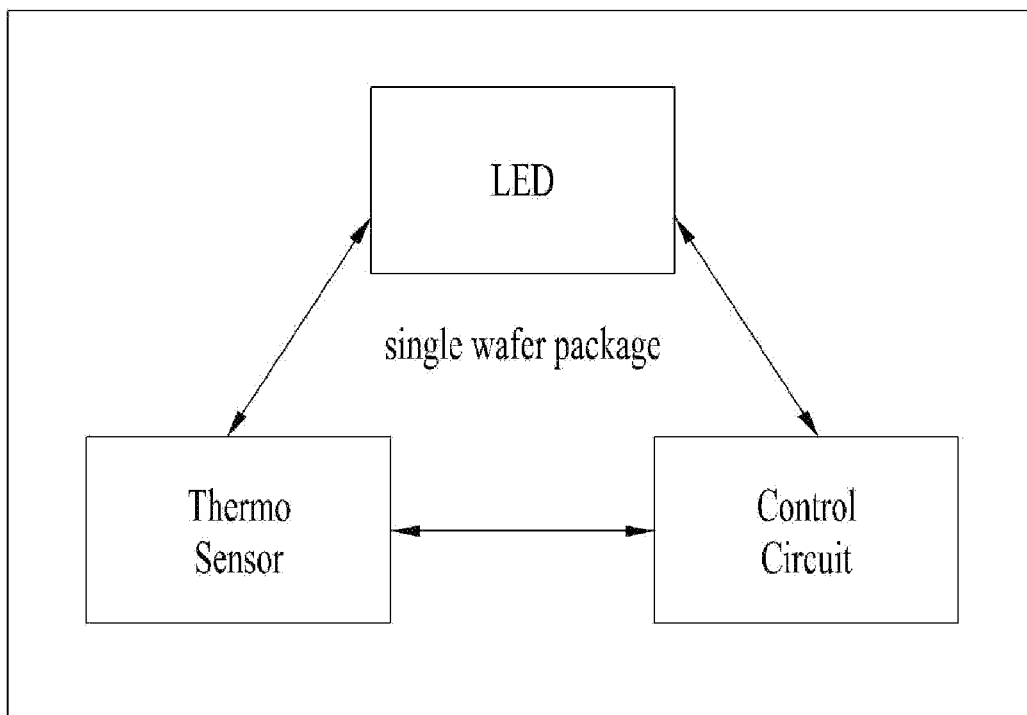 LED
single wafer package
Thermo
Sensor
Control
Circuit